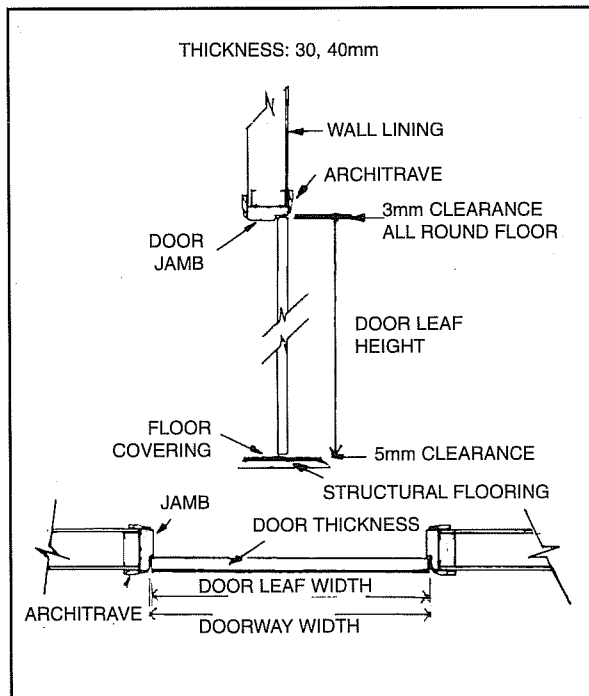 THICKNESS: 30, 40mm
WALL LINING
ARCHITRAVE
3mm CLEARANCE
ALL ROUND FLOOR
DOOR
JAMB
DOOR LEAF
HEIGHT
FLOOR
COVERING
5mm CLEARANCE
STRUCTURAL FLOORING
JAMB
DOOR THICKNESS
DOOR LEAF WIDTH
ARCHITRAVE
DOORWAY WIDTH